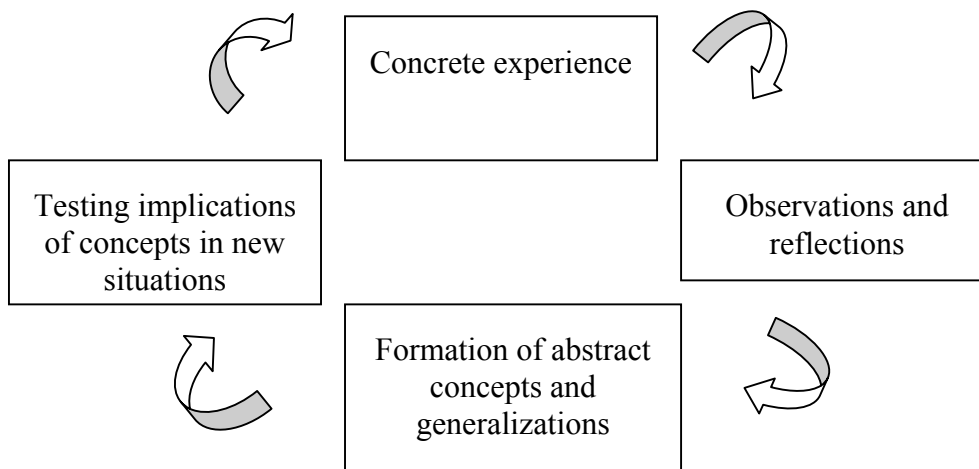 Concrete experience
Observations and
reflections
Formation of abstract
concepts and
generalizations
Testing implications
of concepts in new
situations